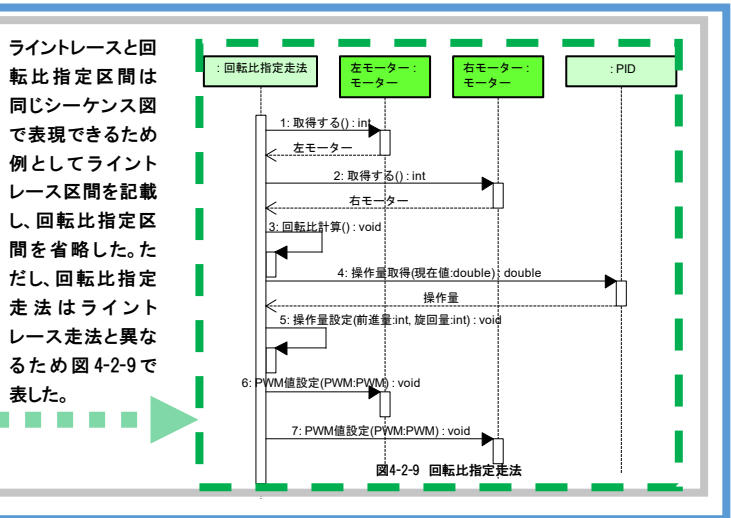 ライントレースと回
転比指定区間は
同じシーケンス図
で表現できるため
例としてライント
レース区間を記載
し、回転比指定区
間を省略した。た
だし、回転比指定
走法はライント
レース走法と異な
るため図4-2-9で
表した。
: 回転比指定走法
左モーター :
モーター
右モーター :
モーター
: PID
1: 取得する() : int
左モーター
2: 取得する() : int
右モーター
3: 回転比計算() : void
4: 操作量取得(現在値:double) : double
操作量
5: 操作量設定(前進量:int, 旋回量:int) : void
6: PWM値設定(PWM:PWM) : void
7: PWM値設定(PWM:PWM) : void
図4-2-9 回転比指定走法